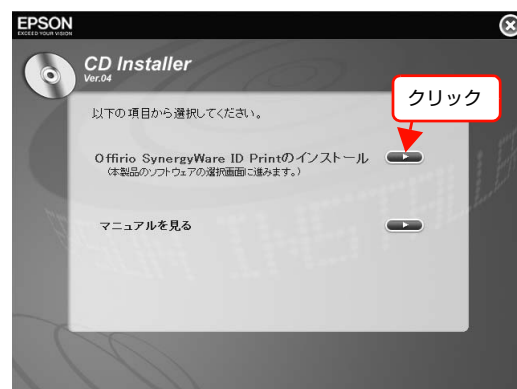 EPSON
EXCEED YOUR VISION
CD Installer
Ver.04
クリック
以下の項目から選択してください。
Offirio SynergyWare ID Printのインストール
(本製品のソフトウェアの選択画面に進みます。)
マニュアルを見る
EPSON INSTALL